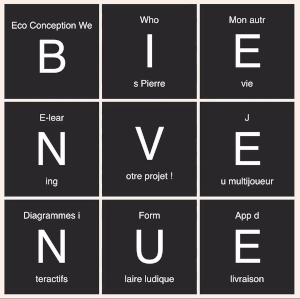 Eco Conception We
B
Who
I
s Pierre
Mon autr
E
vie
E-lear
N
ing
V
otre projet !
J
E
u multijoueur
Diagrammes i
N
teractifs
Form
U
laire ludique
App d
E
livraison